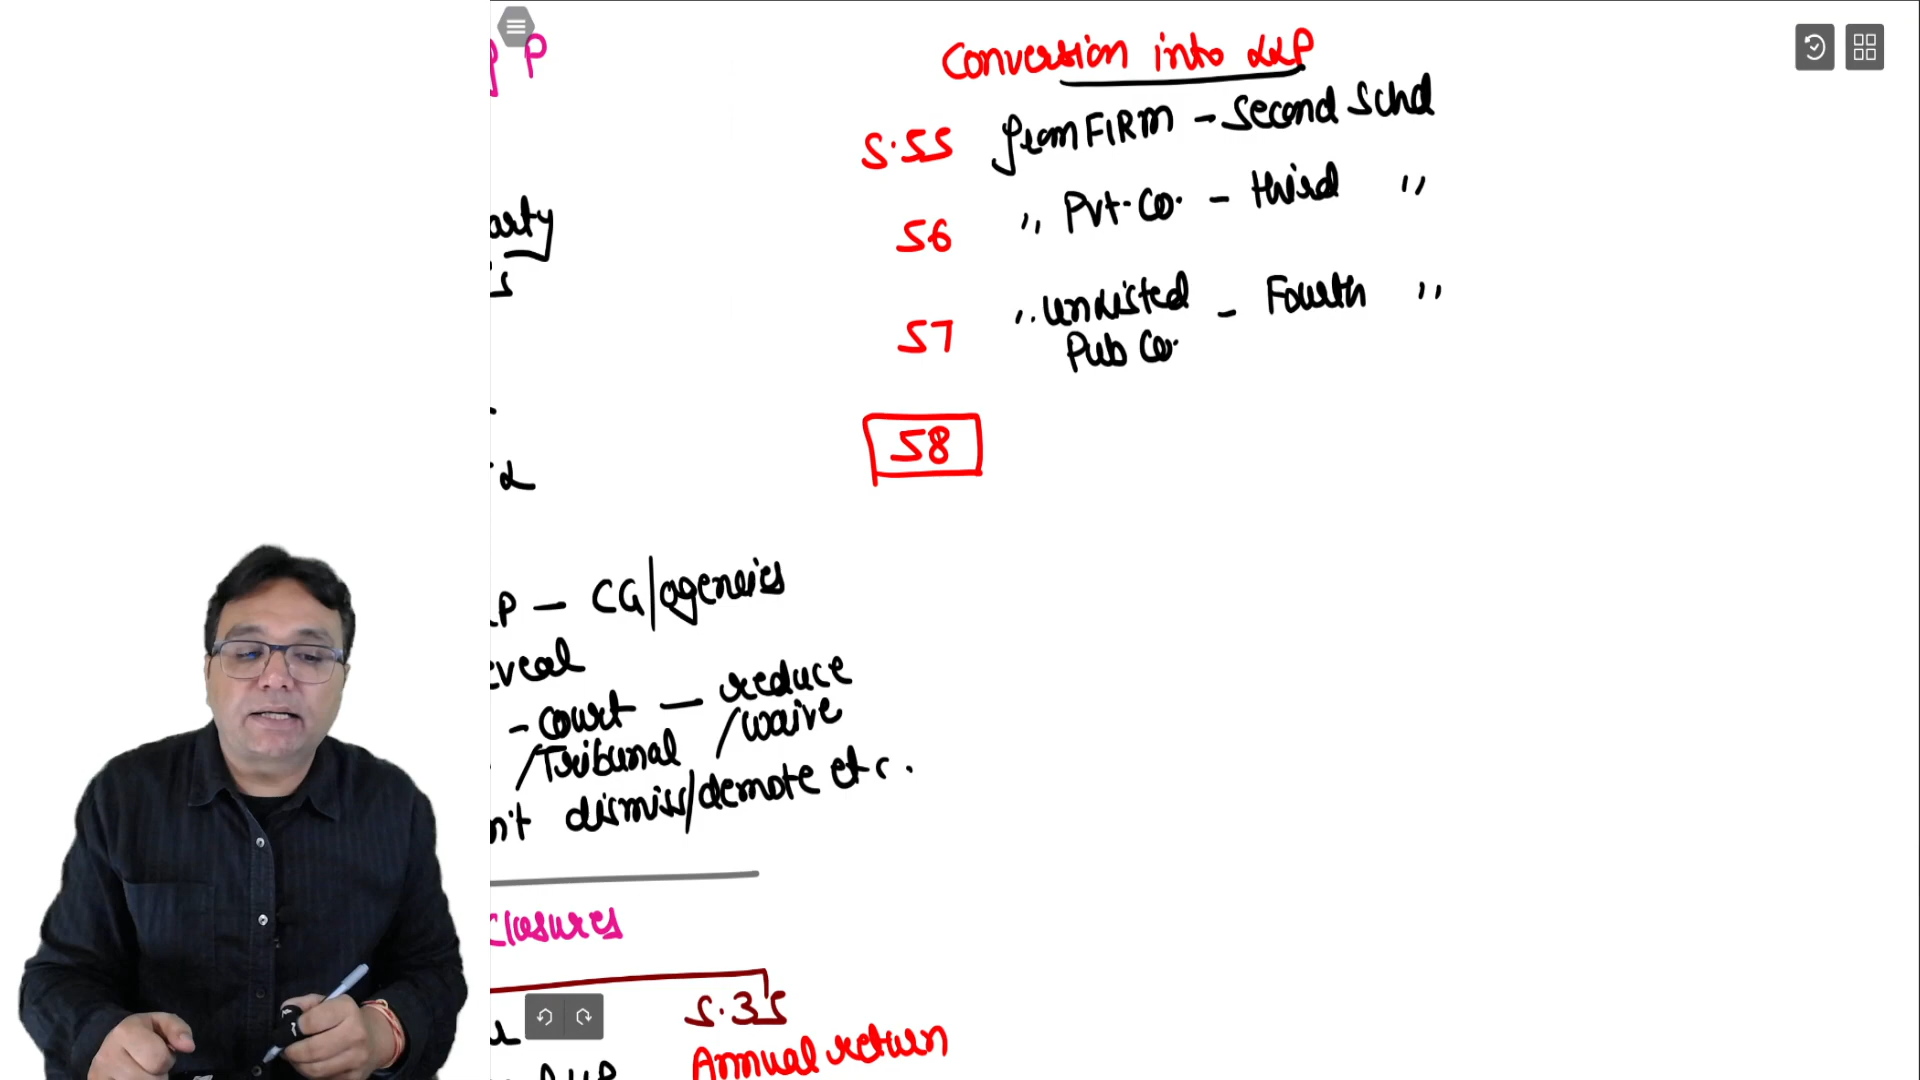 P
Conversion into LLP
S.55 from FIRM - Second Schd
56 " Pvt. Co. - third "
57 " unlisted - Fourth "
Pub Co.
58
P - CG/agencies
- court - reduce
/Tribunal /waive
n't dismiss/demote etc.
closures
S.35
Annual return